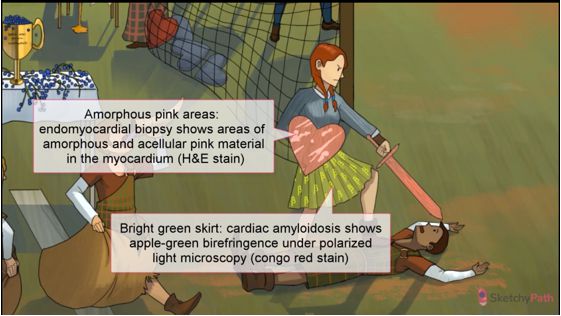 Amorphous pink areas:
endomyocardial biopsy shows areas of
amorphous and acellular pink material
in the myocardium (H&E stain)
Bright green skirt: cardiac amyloidosis shows
apple-green birefringence under polarized
light microscopy (congo red stain)
SketchyPath